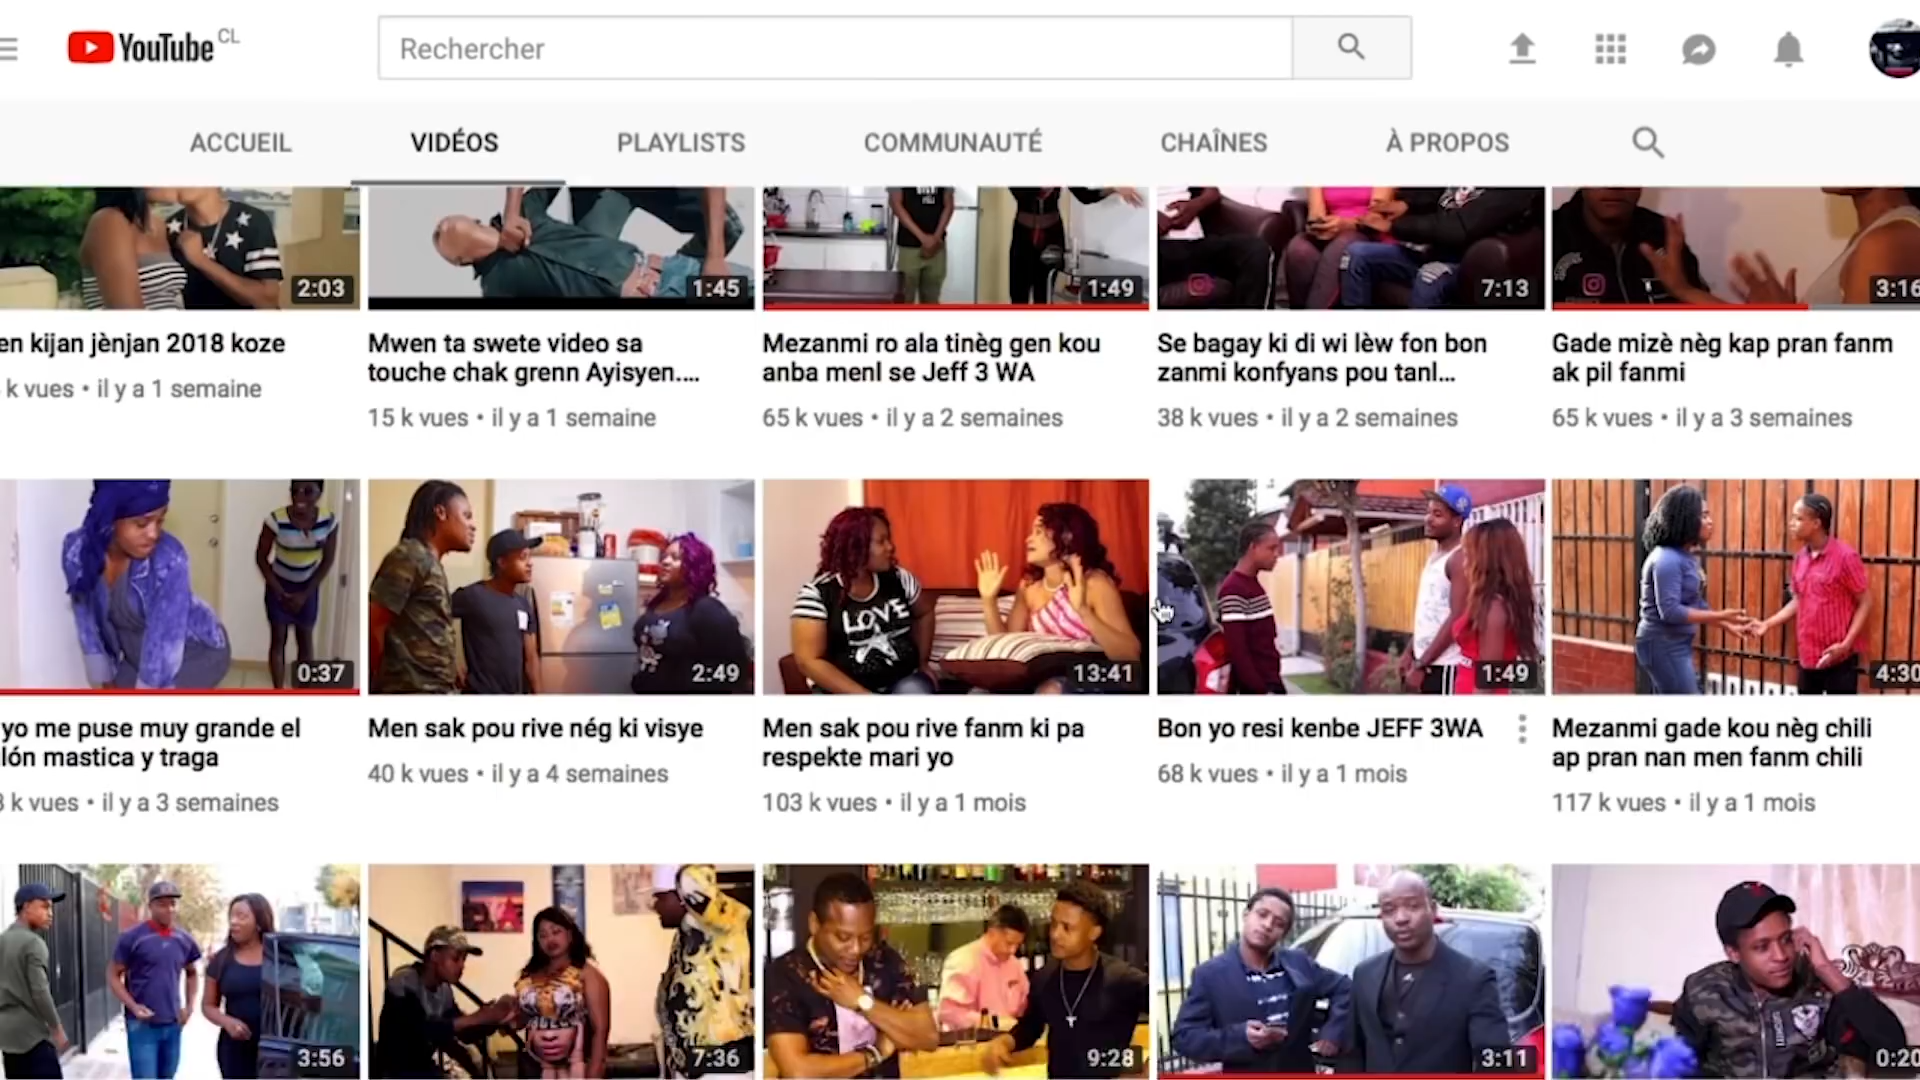 YouTube CL
Rechercher
ACCUEIL VIDÉOS PLAYLISTS COMMUNAUTÉ CHAÎNES À PROPOS
2:03 1:45 1:49 7:13 3:16
en kijan jènjan 2018 koze
k vues • il y a 1 semaine
Mwen ta swete video sa
touche chak grenn Ayisyen....
15 k vues • il y a 1 semaine
Mezanmi ro ala tinèg gen kou
anba menl se Jeff 3 WA
65 k vues • il y a 2 semaines
Se bagay ki di wi lèw fon bon
zanmi konfyans pou tanl...
38 k vues • il y a 2 semaines
Gade mizè nèg kap pran fanm
ak pil fanmi
65 k vues • il y a 3 semaines
LOVE
0:37 2:49 13:41 1:49 4:30
yo me puse muy grande el
lón mastica y traga
k vues • il y a 3 semaines
Men sak pou rive nég ki visye
40 k vues • il y a 4 semaines
Men sak pou rive fanm ki pa
respekte mari yo
103 k vues • il y a 1 mois
Bon yo resi kenbe JEFF 3WA
68 k vues • il y a 1 mois
Mezanmi gade kou nèg chili
ap pran nan men fanm chili
117 k vues • il y a 1 mois
3:56 7:36 9:28 3:11 0:20